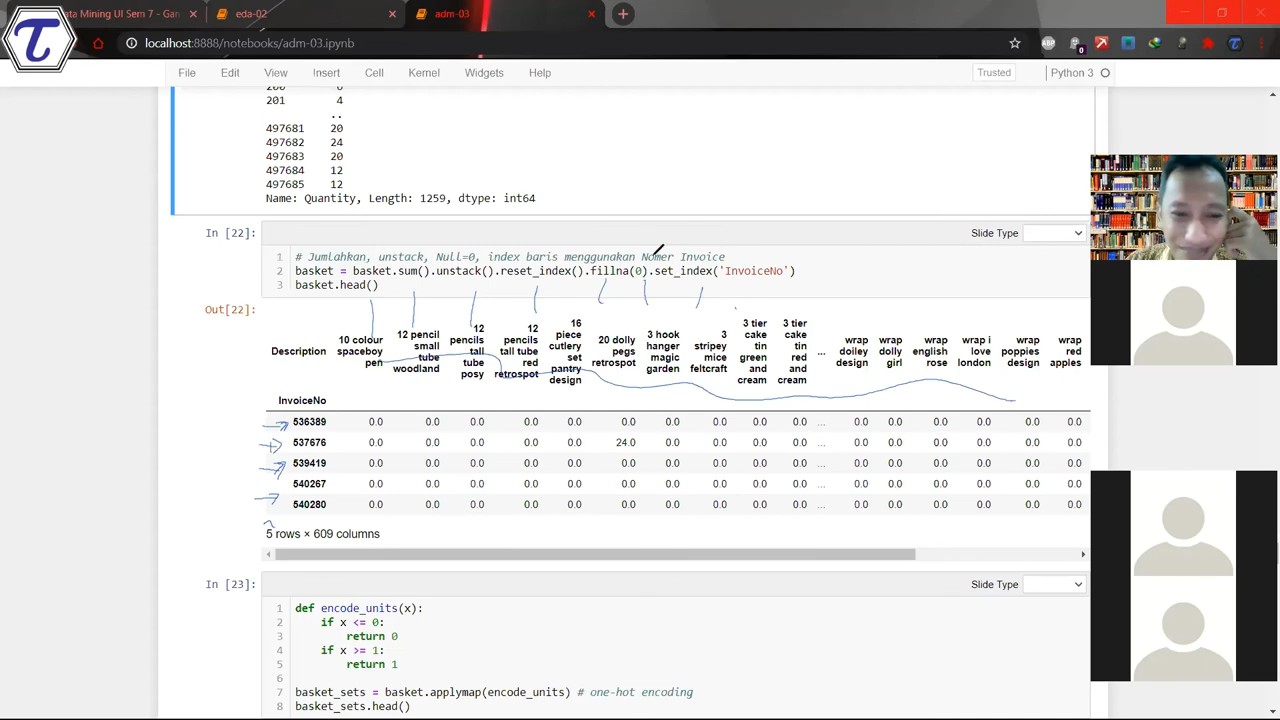 ta Mining UI Sem 7 - Gar
eda-02
adm-03
localhost:8888/notebooks/adm-03.ipynb
ABP
0
File Edit View Insert Cell Kernel Widgets Help
Trusted
Python 3
200 6
201 4
..
497681 20
497682 24
497683 20
497684 12
497685 12
Name: Quantity, Length: 1259, dtype: int64
In [22]:
Slide Type
1 # Jumlahkan, unstack, Null=0, index baris menggunakan Nomer Invoice
2 basket = basket.sum().unstack().reset_index().fillna(0).set_index('InvoiceNo')
3 basket.head()
Out[22]:
Description 10 colour spaceboy pen 12 pencil small tube woodland 12 pencils tall tube posy 12 pencils tall tube red retrospot 16 piece cutlery set pantry design 20 dolly pegs retrospot 3 hook hanger magic garden 3 stripey mice feltcraft 3 tier cake tin green and cream 3 tier cake tin red and cream ... wrap doiley design wrap dolly girl wrap english rose wrap i love london wrap poppies design wrap red apples
InvoiceNo
536389 0.0 0.0 0.0 0.0 0.0 0.0 0.0 0.0 0.0 0.0 ... 0.0 0.0 0.0 0.0 0.0 0.0
537676 0.0 0.0 0.0 0.0 0.0 24.0 0.0 0.0 0.0 0.0 ... 0.0 0.0 0.0 0.0 0.0 0.0
539419 0.0 0.0 0.0 0.0 0.0 0.0 0.0 0.0 0.0 0.0 ... 0.0 0.0 0.0 0.0 0.0 0.0
540267 0.0 0.0 0.0 0.0 0.0 0.0 0.0 0.0 0.0 0.0 ... 0.0 0.0 0.0 0.0 0.0 0.0
540280 0.0 0.0 0.0 0.0 0.0 0.0 0.0 0.0 0.0 0.0 ... 0.0 0.0 0.0 0.0 0.0 0.0
5 rows × 609 columns
In [23]:
Slide Type
1 def encode_units(x):
2 if x <= 0:
3 return 0
4 if x >= 1:
5 return 1
6
7 basket_sets = basket.applymap(encode_units) # one-hot encoding
8 basket_sets.head()